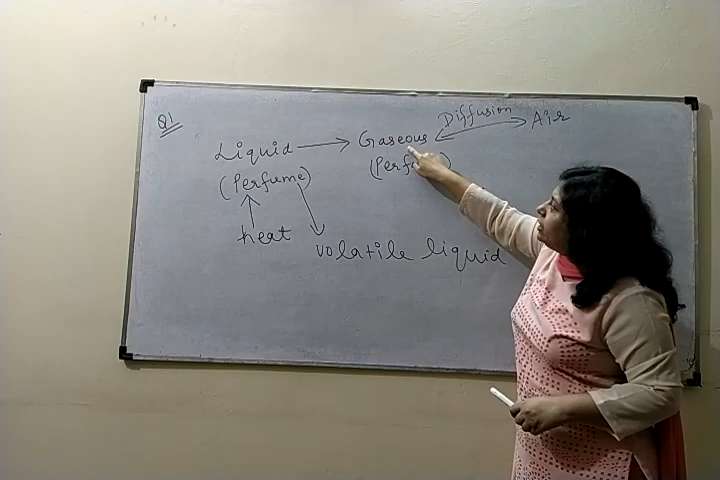 Q1
Diffusion
Liquid → Gaseous ↔ Air
(Perfume)
heat
volatile liquid